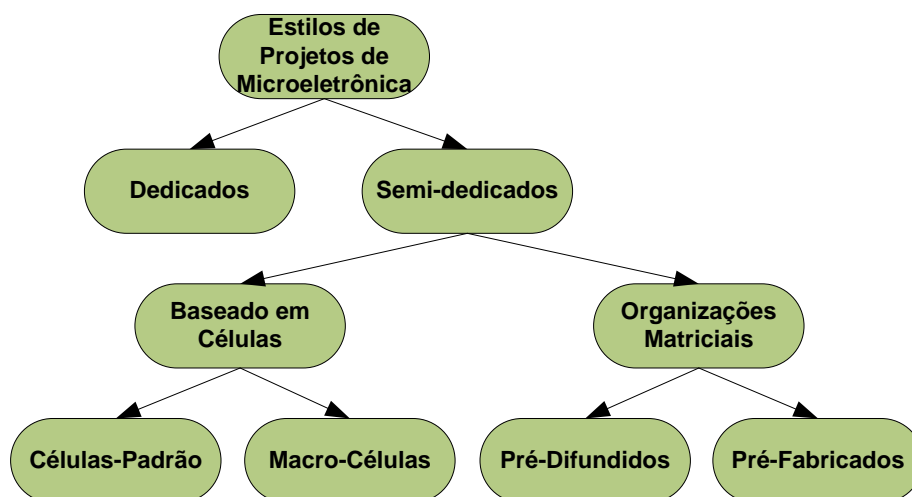 Estilos de
Projetos de
Microeletrônica
Dedicados
Semi-dedicados
Baseado em
Células
Organizações
Matriciais
Células-Padrão
Macro-Células
Pré-Difundidos
Pré-Fabricados